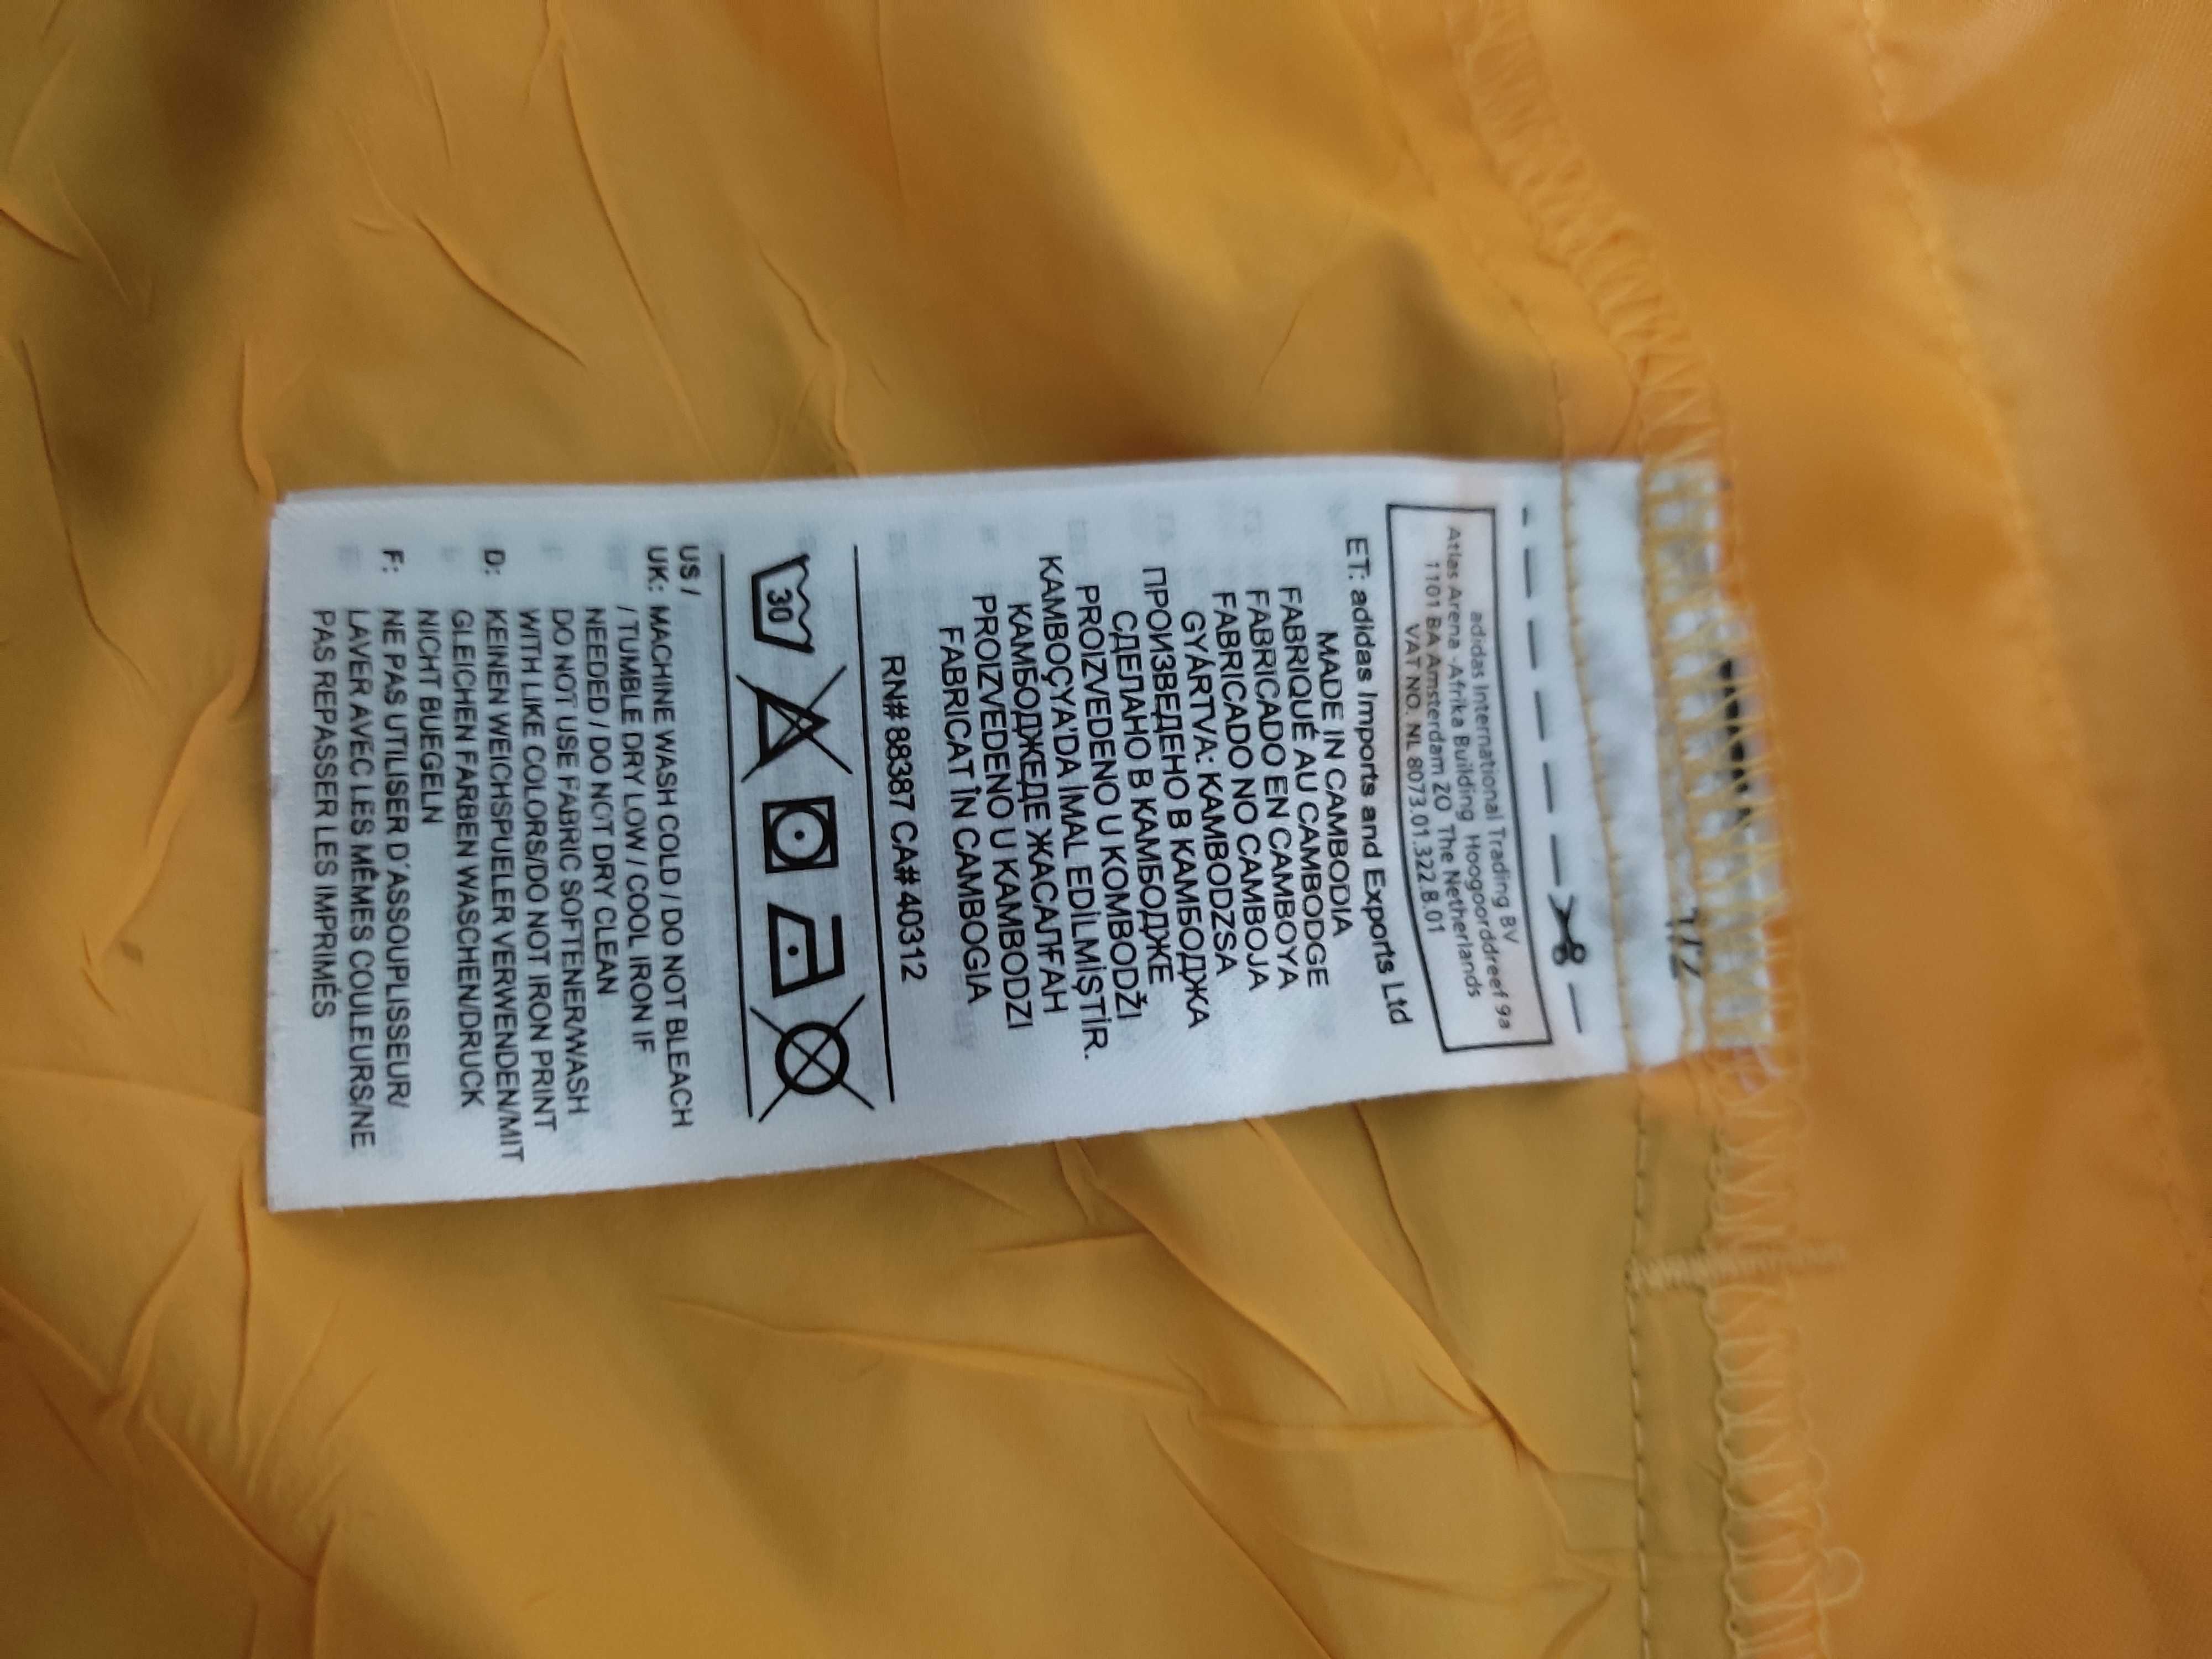 1/2
adidas International Trading BV
Atlas Arena -Afrika Building Hoogoorddreef 9a
1101 BA Amsterdam ZO The Netherlands
VAT NO. NL 8073.01.322.B.01
ET: adidas Imports and Exports Ltd
MADE IN CAMBODIA
FABRIQUÉ AU CAMBODGE
FABRICADO EN CAMBOYA
FABRICADO NO CAMBOJA
GYÁRTVA: KAMBODZSA
ПРОИЗВЕДЕНО В КАМБОДЖА
СДЕЛАНО В КАМБОДЖЕ
PROIZVEDENO U KOMBODŽI
KAMBOÇYA'DA İMAL EDİLMİŞTİR.
КАМБОДЖЕДЕ ЖАСАЛҒАН
PROIZVEDENO U KAMBODZI
FABRICAT ÎN CAMBOGIA
RN# 88387 CA# 40312
30
US /
UK: MACHINE WASH COLD / DO NOT BLEACH
/ TUMBLE DRY LOW / COOL IRON IF
NEEDED / DO NOT DRY CLEAN
DO NOT USE FABRIC SOFTENER/WASH
WITH LIKE COLORS/DO NOT IRON PRINT
D: KEINEN WEICHSPUELER VERWENDEN/MIT
GLEICHEN FARBEN WASCHEN/DRUCK
NICHT BUEGELN
F: NE PAS UTILISER D'ASSOUPLISSEUR/
LAVER AVEC LES MÊMES COULEURS/NE
PAS REPASSER LES IMPRIMÉS